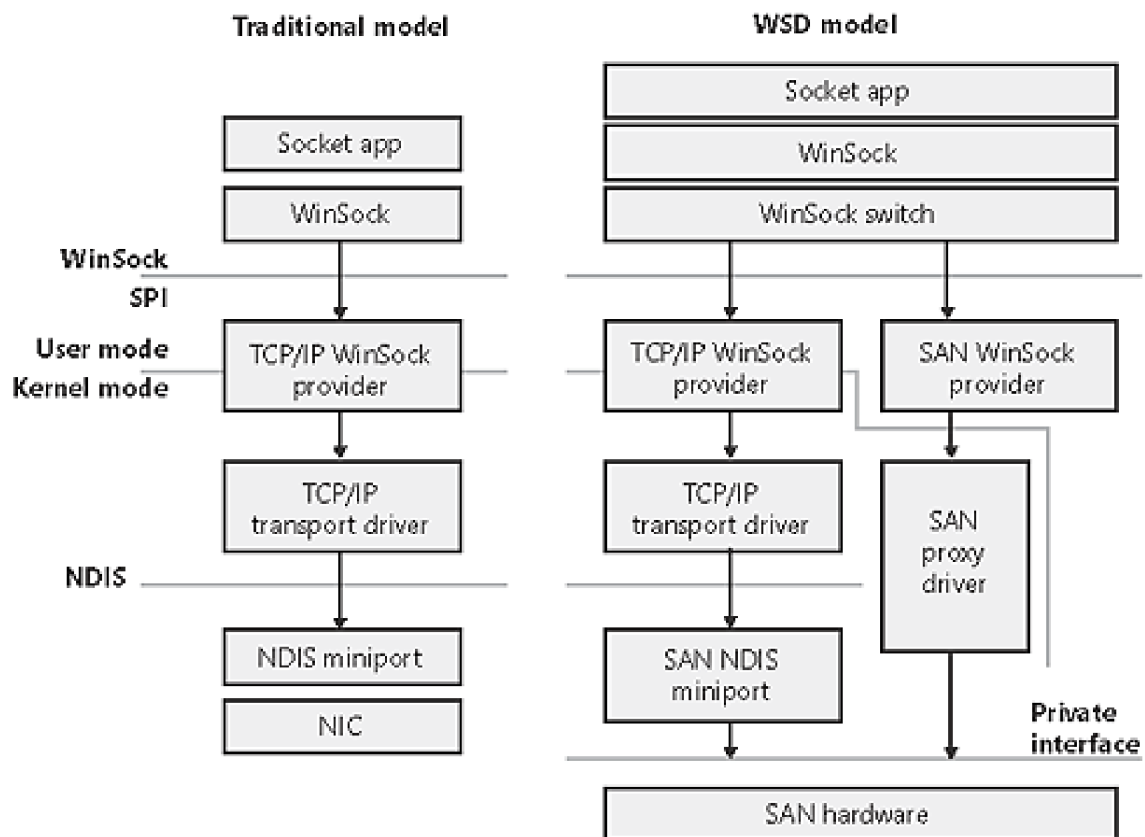 Traditional model
WSD model
Socket app
WinSock
Socket app
WinSock
WinSock switch
WinSock
SPI
User mode
Kernel mode
TCP/IP WinSock
provider
TCP/IP WinSock
provider
SAN WinSock
provider
TCP/IP
transport driver
TCP/IP
transport driver
SAN
proxy
driver
NDIS
NDIS miniport
SAN NDIS
miniport
NIC
Private
interface
SAN hardware